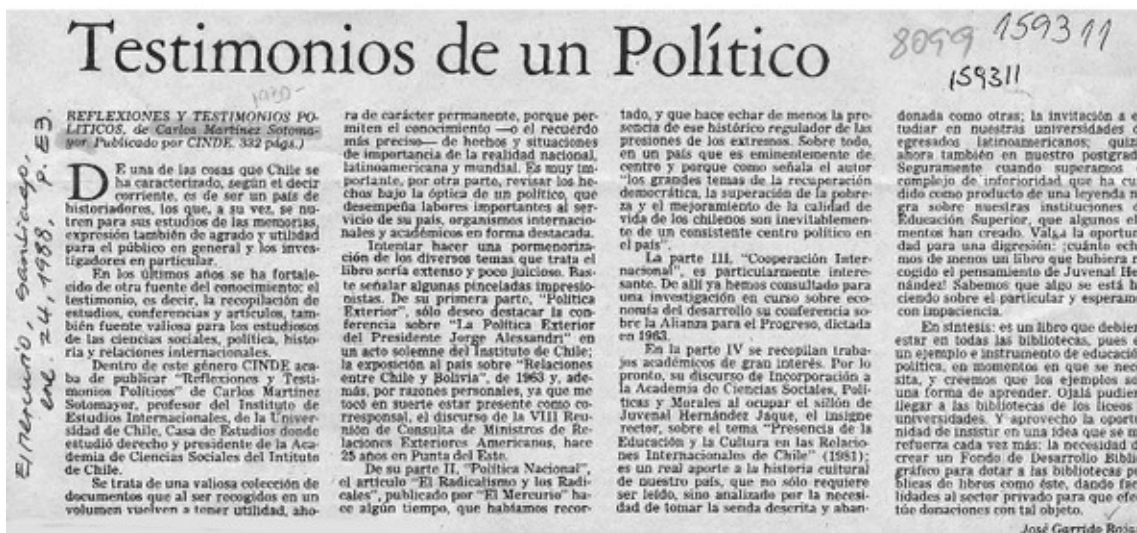 Testimonios de un Político
8099 159311
159311
1930-
El Mercurio, Santiago,
ene. 24, 1988, p. E3
REFLEXIONES Y TESTIMONIOS PO-
LITICOS, de Carlos Martínez Sotoma-
yor. Publicado por CINDE. 332 págs.)
DE una de las cosas que Chile se
ha caracterizado, según el decir
corriente, es de ser un país de
historiadores, los que, a su vez, se nu-
tren para sus estudios de las memorias,
expresión también de agrado y utilidad
para el público en general y los inves-
tigadores en particular.
En los últimos años se ha fortale-
cido de otra fuente del conocimiento: el
testimonio, es decir, la recopilación de
estudios, conferencias y artículos, tam-
bién fuente valiosa para los estudiosos
de las ciencias sociales, política, histo-
ria y relaciones internacionales.
Dentro de este género CINDE aca-
ba de publicar "Reflexiones y Testi-
monios Políticos" de Carlos Martínez
Sotomayor, profesor del Instituto de
Estudios Internacionales, de la Univer-
sidad de Chile, Casa de Estudios donde
estudió derecho y presidente de la Aca-
demia de Ciencias Sociales del Intituto
de Chile.
Se trata de una valiosa colección de
documentos que al ser recogidos en un
volumen vuelven a tener utilidad, aho-
ra de carácter permanente, porque per-
miten el conocimiento —o el recuerdo
más preciso— de hechos y situaciones
de importancia de la realidad nacional,
latinoamericana y mundial. Es muy im-
portante, por otra parte, revisar los he-
chos bajo la óptica de un político, que
desempeña labores importantes al ser-
vicio de su país, organismos internacio-
nales y académicos en forma destacada.
Intentar hacer una pormenoriza-
ción de los diversos temas que trata el
libro sería extenso y poco juicioso. Bas-
te señalar algunas pinceladas impresio-
nistas. De su primera parte, "Política
Exterior", sólo deseo destacar la con-
ferencia sobre "La Política Exterior
del Presidente Jorge Alessandri" en
un acto solemne del Instituto de Chile;
la exposición al país sobre "Relaciones
entre Chile y Bolivia", de 1963 y, ade-
más, por razones personales, ya que me
tocó en suerte estar presente como co-
rresponsal, el discurso de la VIII Reu-
nión de Consulta de Ministros de Re-
laciones Exteriores Americanos, hace
25 años en Punta del Este.
De su parte II, "Política Nacional",
el artículo "El Radicalismo y los Radi-
cales", publicado por "El Mercurio" ha-
ce algún tiempo, que habíamos recor-
tado, y que hace echar de menos la pre-
sencia de ese histórico regulador de las
presiones de los extremos. Sobre todo,
en un país que es eminentemente de
centro y porque como señala el autor
"los grandes temas de la recuperación
democrática, la superación de la pobre-
za y el mejoramiento de la calidad de
vida de los chilenos son inevitablemen-
te de un consistente centro político en
el país".
La parte III, "Cooperación Inter-
nacional", es particularmente intere-
sante. De allí ya hemos consultado para
una investigación en curso sobre eco-
nomía del desarrollo su conferencia so-
bre la Alianza para el Progreso, dictada
en 1963.
En la parte IV se recopilan traba-
jos académicos de gran interés. Por lo
pronto, su discurso de Incorporación a
la Academia de Ciencias Sociales, Polí-
ticas y Morales al ocupar el sillón de
Juvenal Hernández Jaque, el insigne
rector, sobre el tema "Presencia de la
Educación y la Cultura en las Relacio-
nes Internacionales de Chile" (1981);
es un real aporte a la historia cultural
de nuestro país, que no sólo requiere
ser leído, sino analizado por la necesi-
dad de tomar la senda descrita y aban-
donada como otras; la invitación a es
tudiar en nuestras universidades
egresados latinoamericanos; quizá
ahora también en nuestro postgrado
Seguramente cuando superamos
complejo de inferioridad que ha cun
dido como producto de una leyenda ne
gra sobre nuestras instituciones
Educación Superior, que algunos ele
mentos han creado. Valga la oportun
dad para una digresión: ¡cuánto echa
mos de menos un libro que hubiera re
cogido el pensamiento de Juvenal Her
nández! Sabemos que algo se está ha
ciendo sobre el particular y esperamo
con impaciencia.
En síntesis: es un libro que debier
estar en todas las bibliotecas, pues e
un ejemplo e instrumento de educació
política, en momentos en que se nece
sita, y creemos que los ejemplos so
una forma de aprender. Ojalá pudier
llegar a las bibliotecas de los liceos
universidades. Y aprovecho la oportu
nidad de insistir en una idea que se m
refuerza cada vez más: la necesidad d
crear un Fondo de Desarrollo Biblio
gráfico para dotar a las bibliotecas pú
blicas de libros como éste, dando faci
lidades al sector privado para que efec
túe donaciones con tal objeto.
José Garrido Rojas